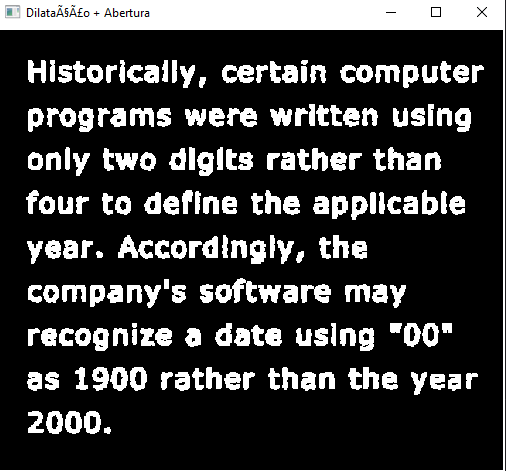 DilataÃ§Ã£o + Abertura
Historically, certain computer
programs were written using
only two digits rather than
four to define the applicable
year. Accordingly, the
company's software may
recognize a date using "00"
as 1900 rather than the year
2000.